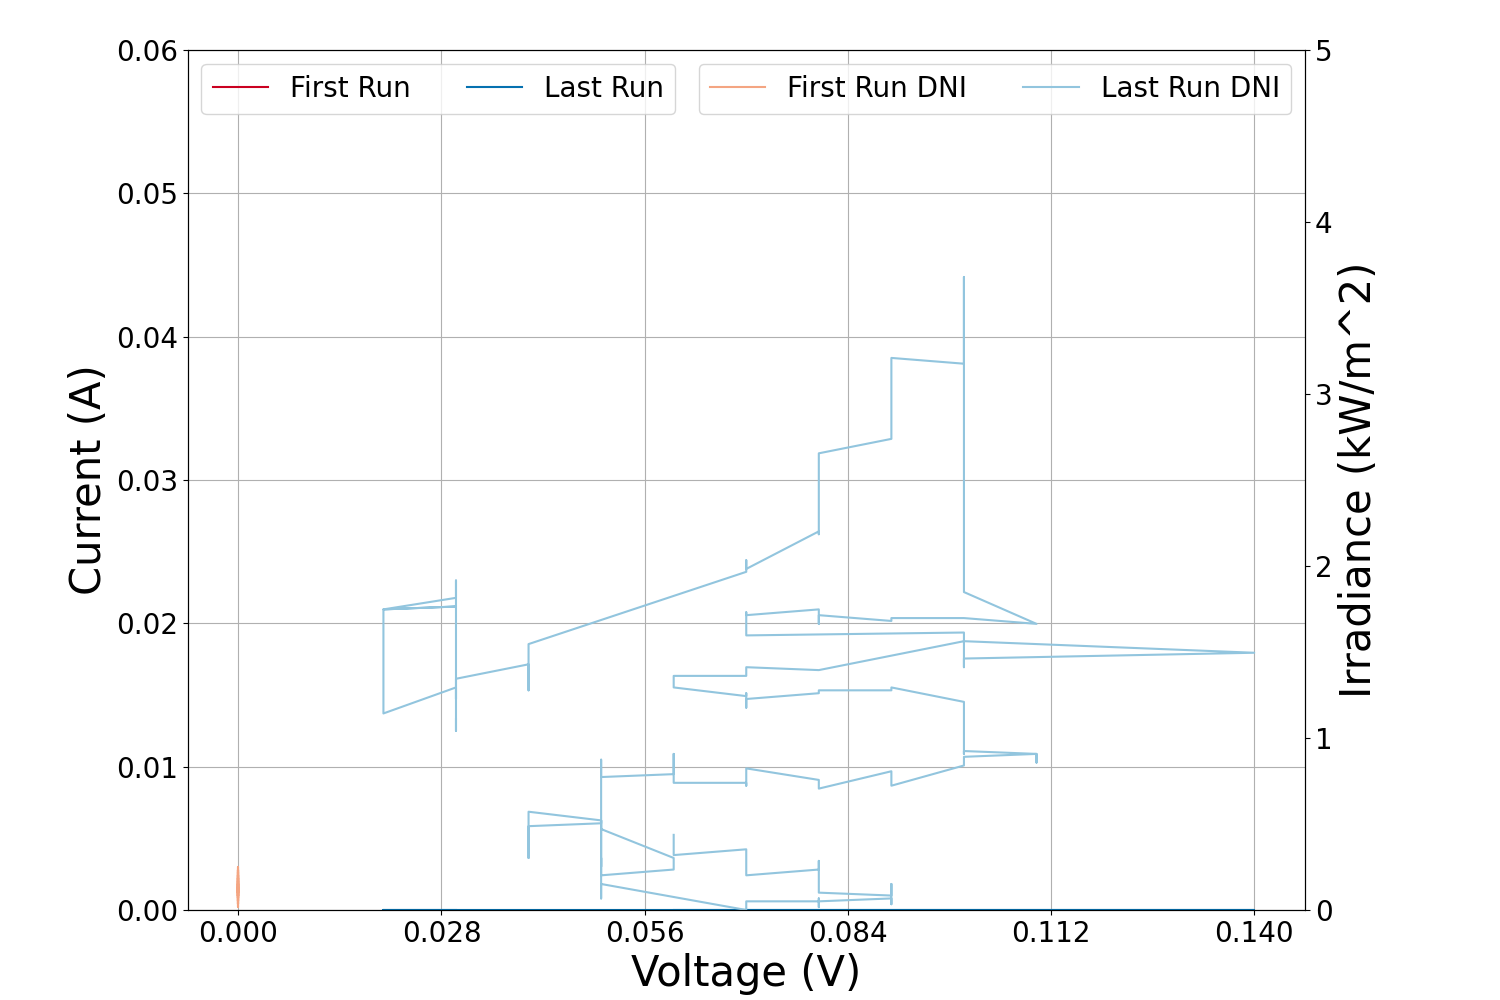 First Run
Last Run
First Run DNI
Last Run DNI
0.06
0.05
0.04
0.03
0.02
0.01
0.00
Current (A)
5
4
3
2
1
0
Irradiance (kW/m^2)
0.000 0.028 0.056 0.084 0.112 0.140
Voltage (V)